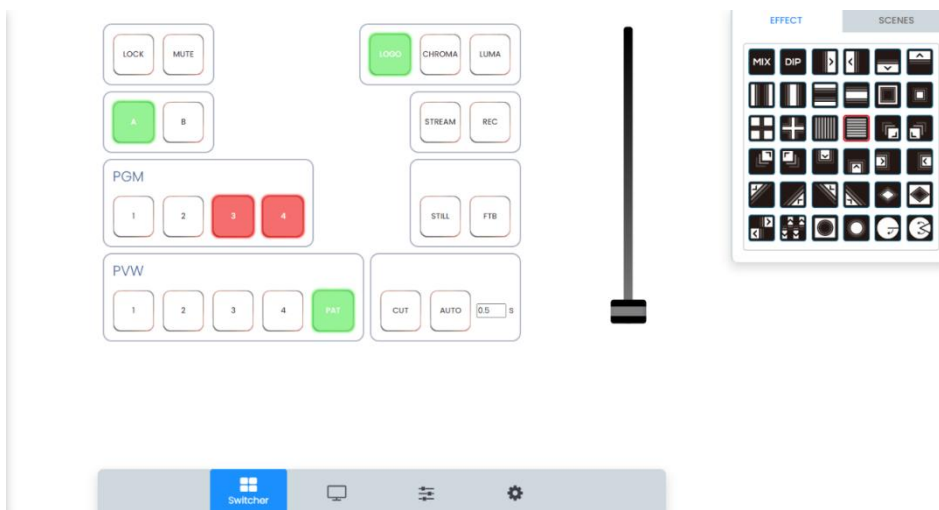 EFFECT SCENES
LOCK MUTE LOGO CHROMA LUMA
MIX DIP
A B STREAM REC
PGM
1 2 3 4 STILL FTB
PVW
1 2 3 4 PAT CUT AUTO 0.5 S
Switcher